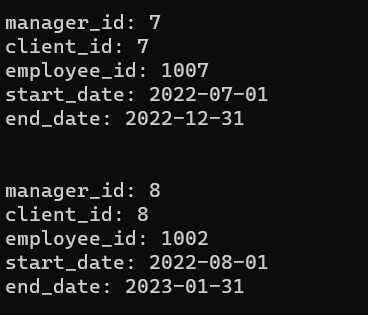 manager_id: 7
client_id: 7
employee_id: 1007
start_date: 2022-07-01
end_date: 2022-12-31
manager_id: 8
client_id: 8
employee_id: 1002
start_date: 2022-08-01
end_date: 2023-01-31